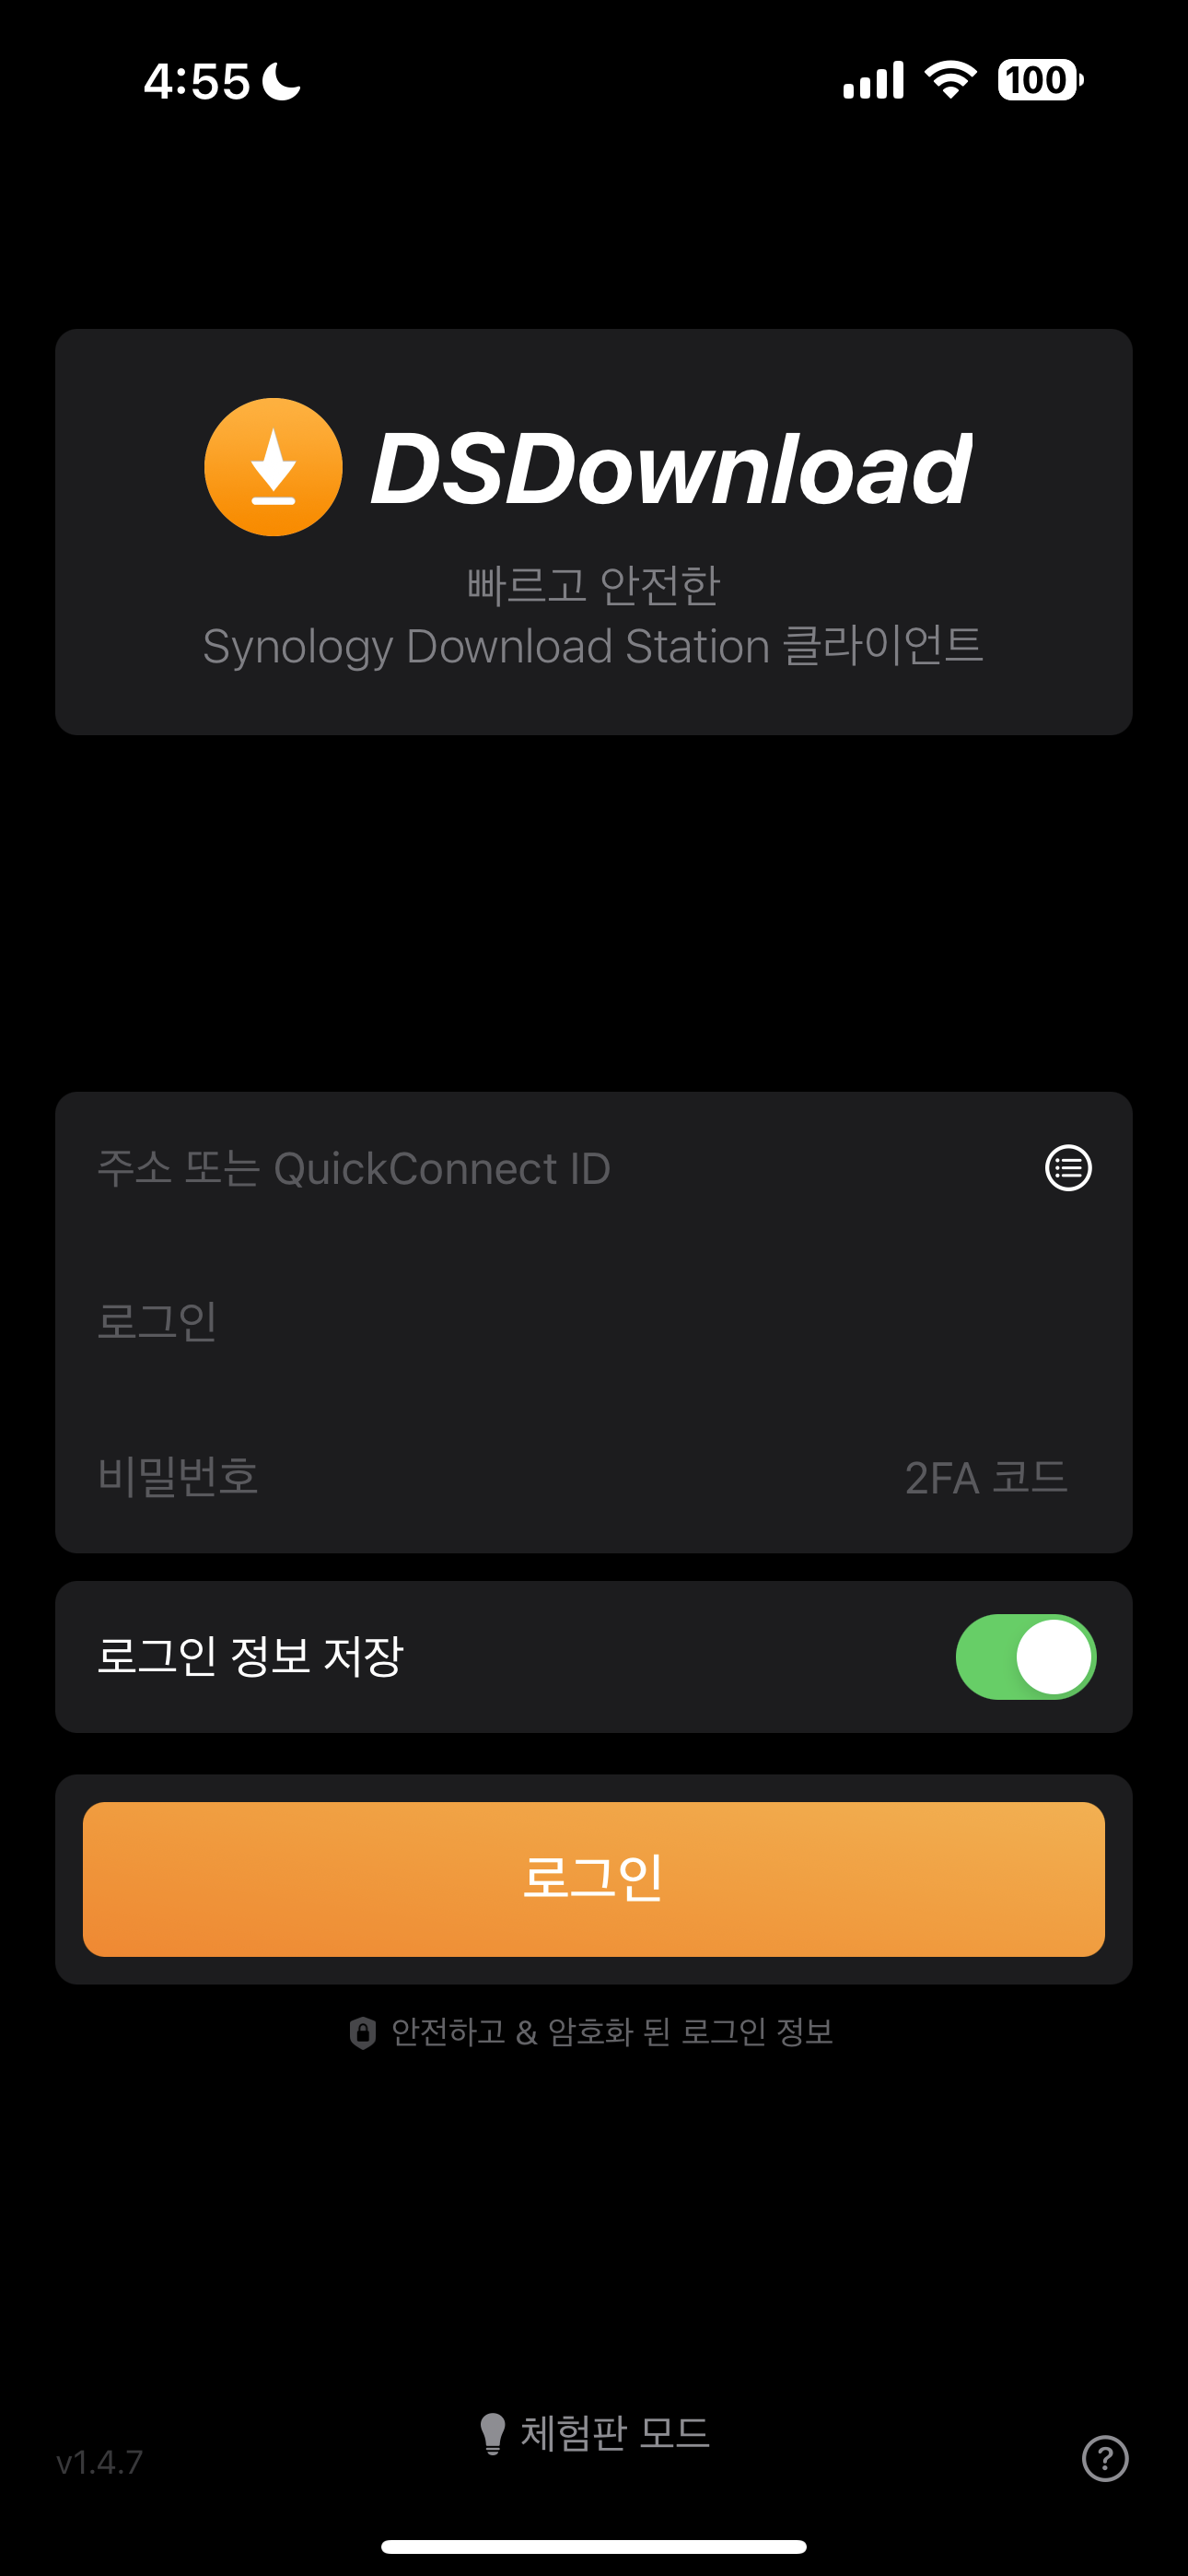 4:55
100
DSDownload
빠르고 안전한
Synology Download Station 클라이언트
주소 또는 QuickConnect ID
로그인
비밀번호 2FA 코드
로그인 정보 저장
로그인
안전하고 & 암호화 된 로그인 정보
체험판 모드
v1.4.7
?